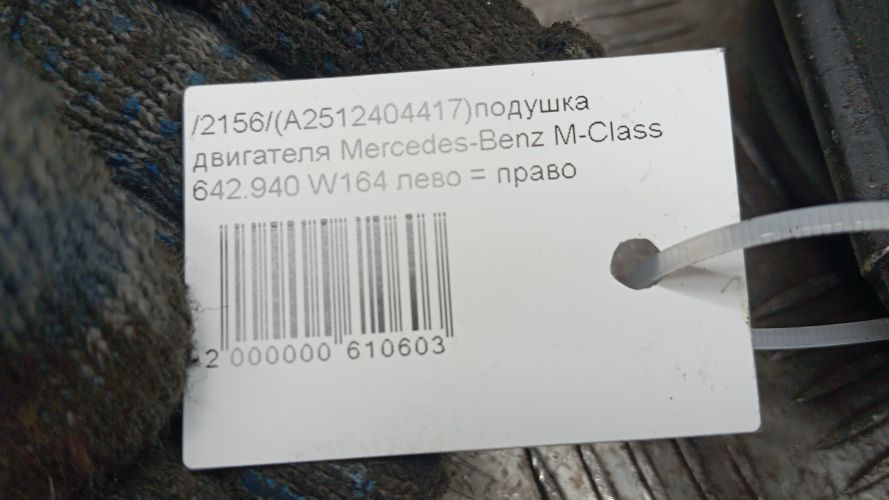 /2156/(A2512404417)подушка
двигателя Mercedes-Benz M-Class
642.940 W164 лево = право
2 000000 610603